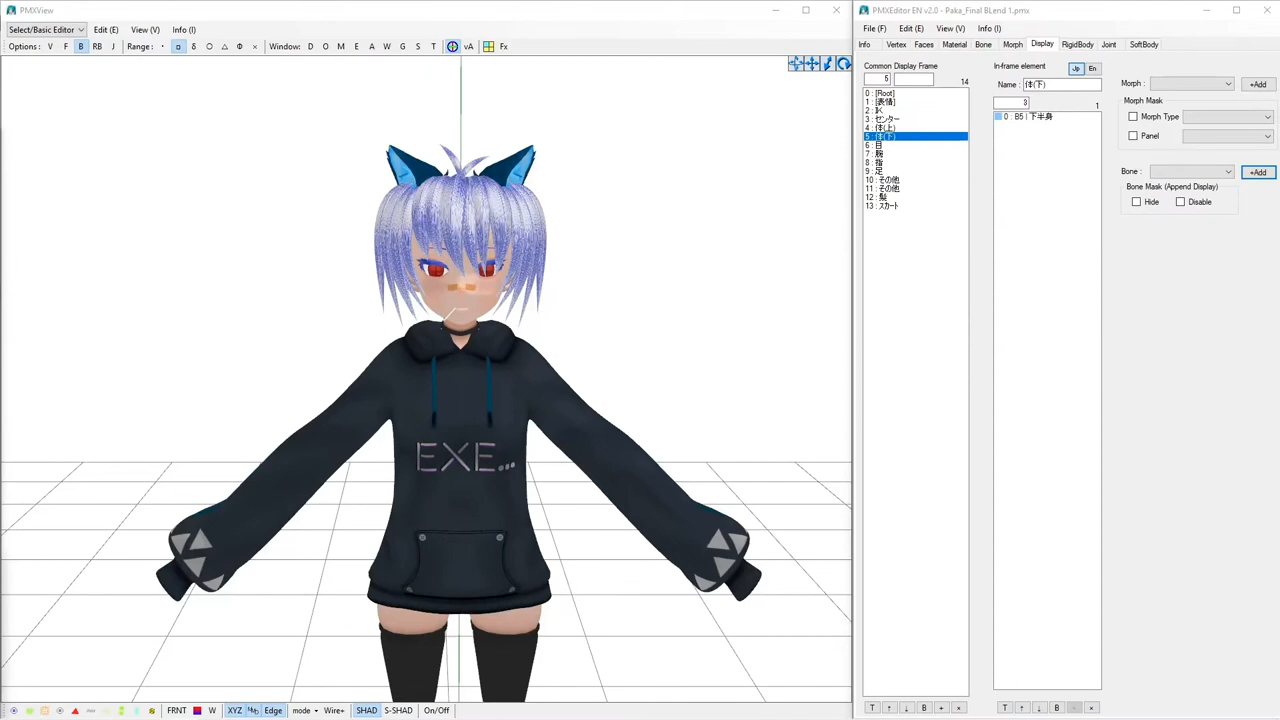 PMXView
Select/Basic Editor Edit (E) View (V) Info (I)
Options: V F B RB J Range: Window: D O M E A W G S T vA Fx
EXE...
FRNT W XYZ Edge mode Wire+ SHAD S-SHAD On/Off
PMXEditor EN v2.0 - Paka_Final BLend 1.pmx
File (F) Edit (E) View (V) Info (I)
Info Vertex Faces Material Bone Morph Display RigidBody Joint SoftBody
Common Display Frame
5 14
0 : [Root]
1 : [表情]
2 : IK
3 : センター
4 : 体(上)
5 : 体(下)
6 : 目
7 : 腕
8 : 指
9 : 足
10 : その他
11 : その他
12 : 髪
13 : スカート
T ↑ ↓ B + ×
In-frame element Jp En
Name : 体(下)
3 1
0 : B5 | 下半身
T ↑ ↓ B - ×
Morph : +Add
Morph Mask
Morph Type
Panel
Bone : +Add
Bone Mask (Append Display)
Hide Disable